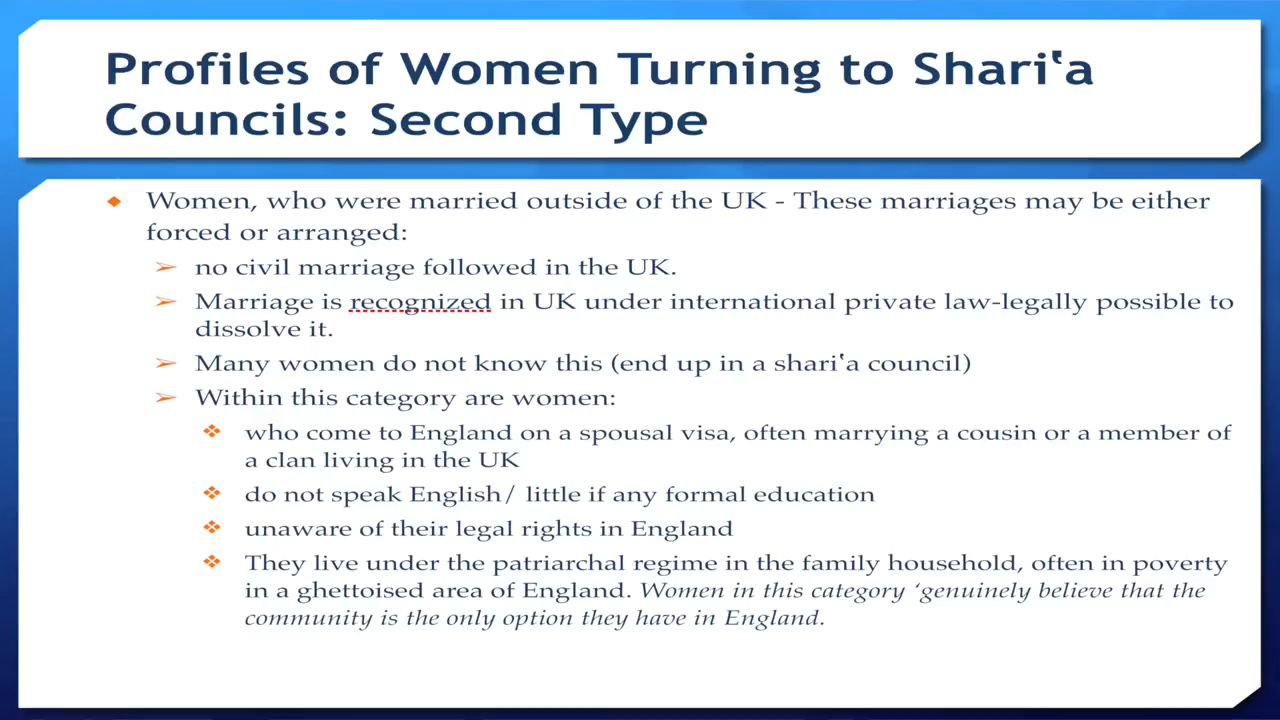 Profiles of Women Turning to Shariʽa
Councils: Second Type
Women, who were married outside of the UK - These marriages may be either
forced or arranged:
no civil marriage followed in the UK.
Marriage is recognized in UK under international private law-legally possible to
dissolve it.
Many women do not know this (end up in a shariʽa council)
Within this category are women:
who come to England on a spousal visa, often marrying a cousin or a member of
a clan living in the UK
do not speak English/ little if any formal education
unaware of their legal rights in England
They live under the patriarchal regime in the family household, often in poverty
in a ghettoised area of England. Women in this category ‘genuinely believe that the
community is the only option they have in England.